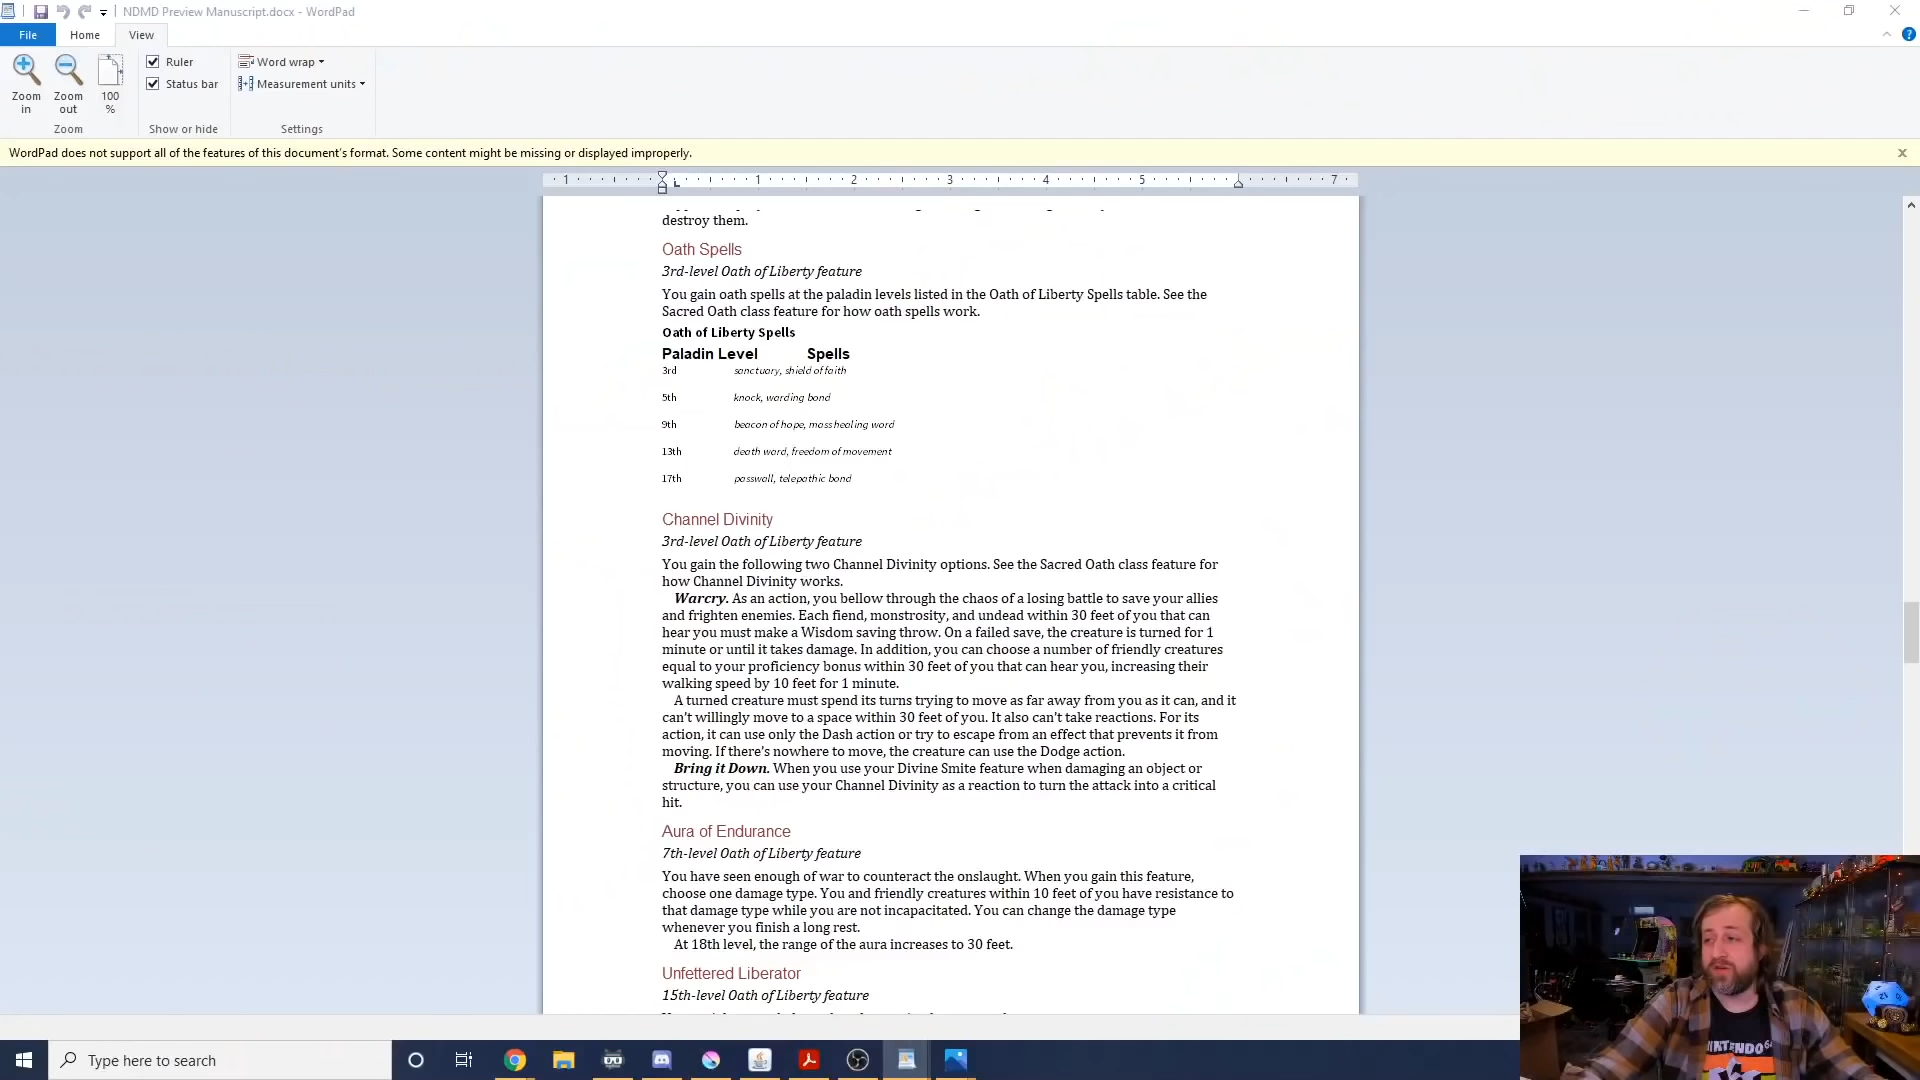 NDMD Preview Manuscript.docx - WordPad
File
Home
View
Zoom in
Zoom out
100 %
Zoom
Ruler
Status bar
Show or hide
Word wrap
Measurement units
Settings
WordPad does not support all of the features of this document's format. Some content might be missing or displayed improperly.
1 1 2 3 4 5 7
destroy them.
Oath Spells
3rd-level Oath of Liberty feature
You gain oath spells at the paladin levels listed in the Oath of Liberty Spells table. See the
Sacred Oath class feature for how oath spells work.
Oath of Liberty Spells
Paladin Level Spells
3rd sanctuary, shield of faith
5th knock, warding bond
9th beacon of hope, mass healing word
13th death ward, freedom of movement
17th passwall, telepathic bond
Channel Divinity
3rd-level Oath of Liberty feature
You gain the following two Channel Divinity options. See the Sacred Oath class feature for
how Channel Divinity works.
Warcry. As an action, you bellow through the chaos of a losing battle to save your allies
and frighten enemies. Each fiend, monstrosity, and undead within 30 feet of you that can
hear you must make a Wisdom saving throw. On a failed save, the creature is turned for 1
minute or until it takes damage. In addition, you can choose a number of friendly creatures
equal to your proficiency bonus within 30 feet of you that can hear you, increasing their
walking speed by 10 feet for 1 minute.
A turned creature must spend its turns trying to move as far away from you as it can, and it
can't willingly move to a space within 30 feet of you. It also can't take reactions. For its
action, it can use only the Dash action or try to escape from an effect that prevents it from
moving. If there's nowhere to move, the creature can use the Dodge action.
Bring it Down. When you use your Divine Smite feature when damaging an object or
structure, you can use your Channel Divinity as a reaction to turn the attack into a critical
hit.
Aura of Endurance
7th-level Oath of Liberty feature
You have seen enough of war to counteract the onslaught. When you gain this feature,
choose one damage type. You and friendly creatures within 10 feet of you have resistance to
that damage type while you are not incapacitated. You can change the damage type
whenever you finish a long rest.
At 18th level, the range of the aura increases to 30 feet.
Unfettered Liberator
15th-level Oath of Liberty feature
Type here to search